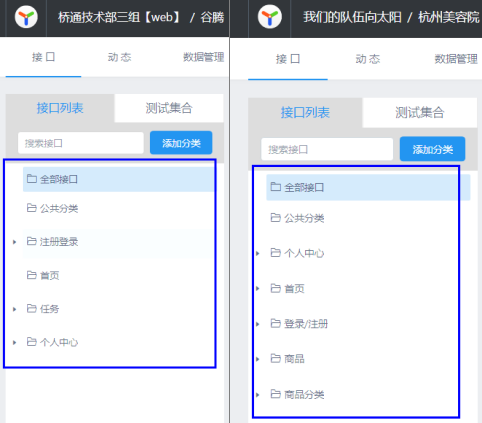 桥通技术部三组【web】 / 谷腾
接口 动态 数据管理
接口列表 测试集合
搜索接口 添加分类
全部接口
公共分类
注册登录
首页
任务
个人中心
我们的队伍向太阳 / 杭州美容院
接口 动态 数据管理
接口列表 测试集合
搜索接口 添加分类
全部接口
公共分类
个人中心
首页
登录/注册
商品
商品分类